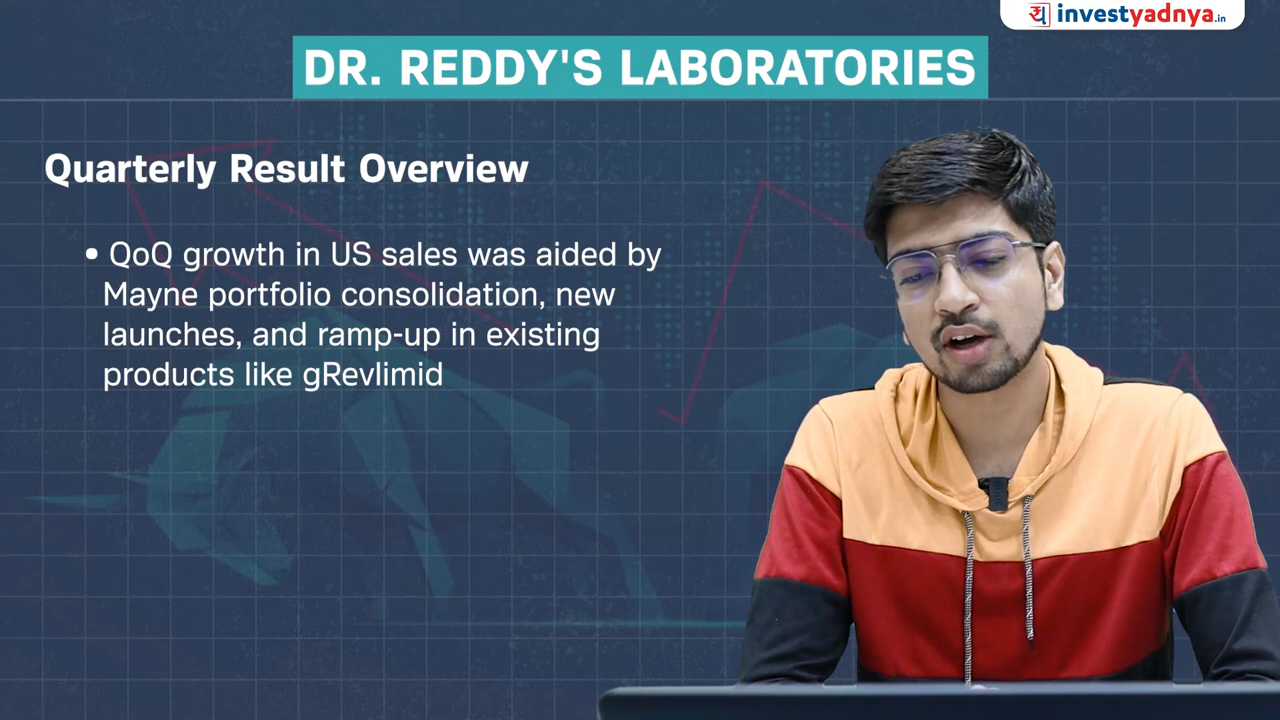 investyadnya.in
DR. REDDY'S LABORATORIES
Quarterly Result Overview
• QoQ growth in US sales was aided by
Mayne portfolio consolidation, new
launches, and ramp-up in existing
products like gRevlimid